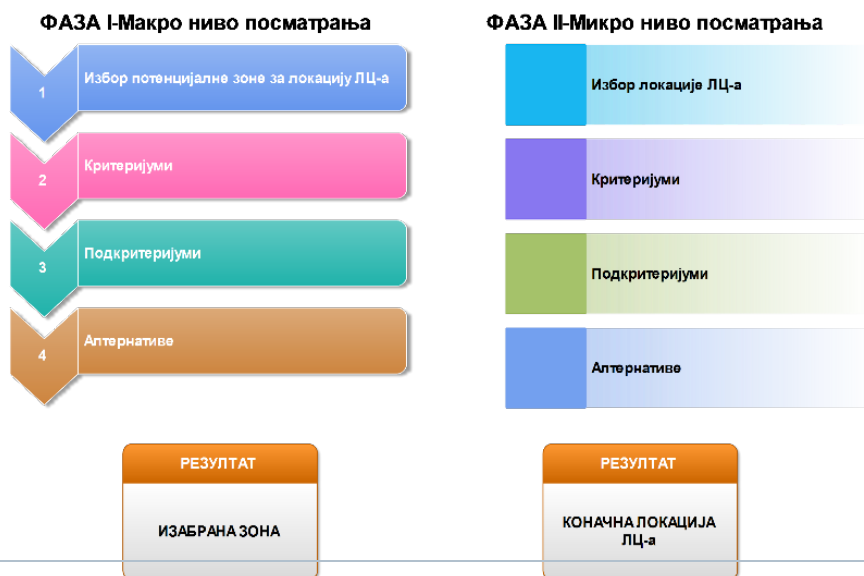 ФАЗА I-Макро ниво посматрања
1
Избор потенцијалне зоне за локацију ЛЦ-а
2
Критеријуми
3
Подкритеријуми
4
Алтернативе
РЕЗУЛТАТ
ИЗАБРАНА ЗОНА
ФАЗА II-Микро ниво посматрања
Избор локације ЛЦ-а
Критеријуми
Подкритеријуми
Алтернативе
РЕЗУЛТАТ
КОНАЧНА ЛОКАЦИЈА
ЛЦ-а